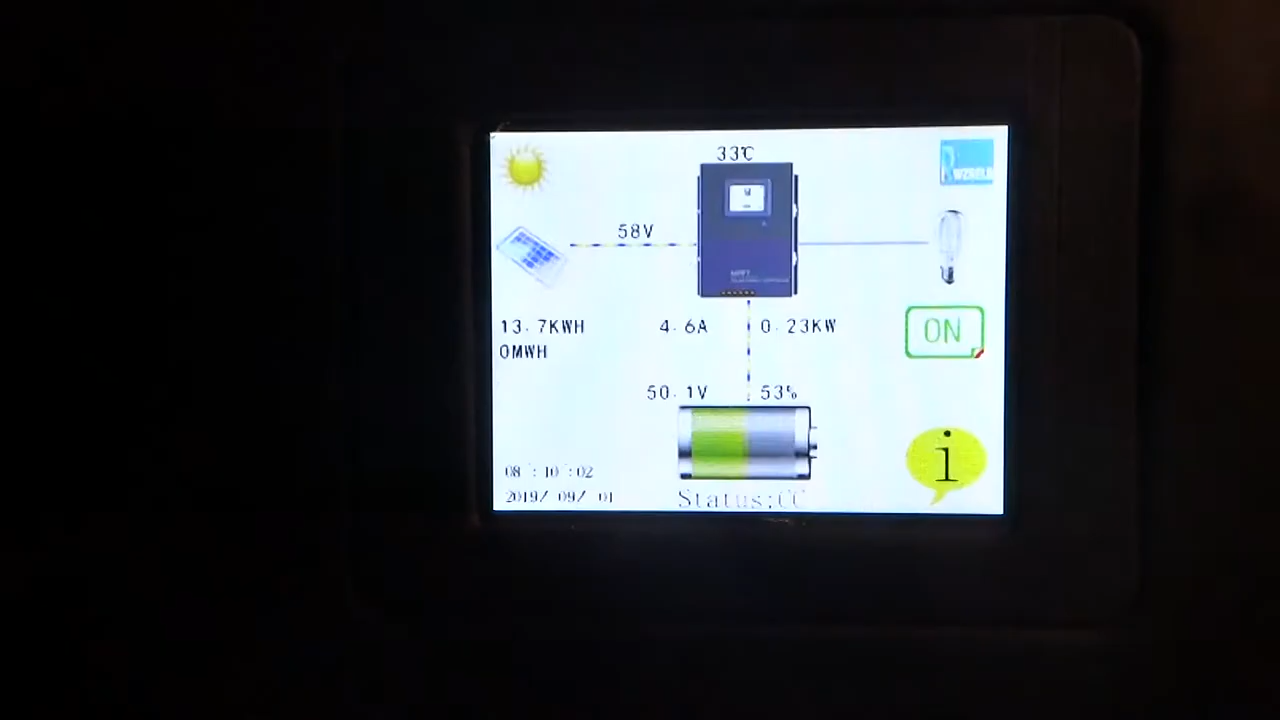 33℃
58V
MPPT
13.7KWH
4.6A
0.23KW
ON
0MWH
50.1V
53%
i
08:10:02
2019/09/01
Status:CC